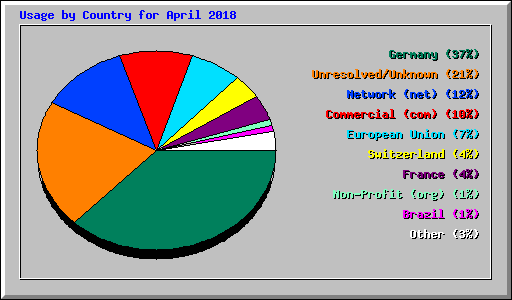 Usage by Country for April 2018
Germany (37%)
Unresolved/Unknown (21%)
Network (net) (12%)
Commercial (com) (10%)
European Union (7%)
Switzerland (4%)
France (4%)
Non-Profit (org) (1%)
Brazil (1%)
Other (3%)